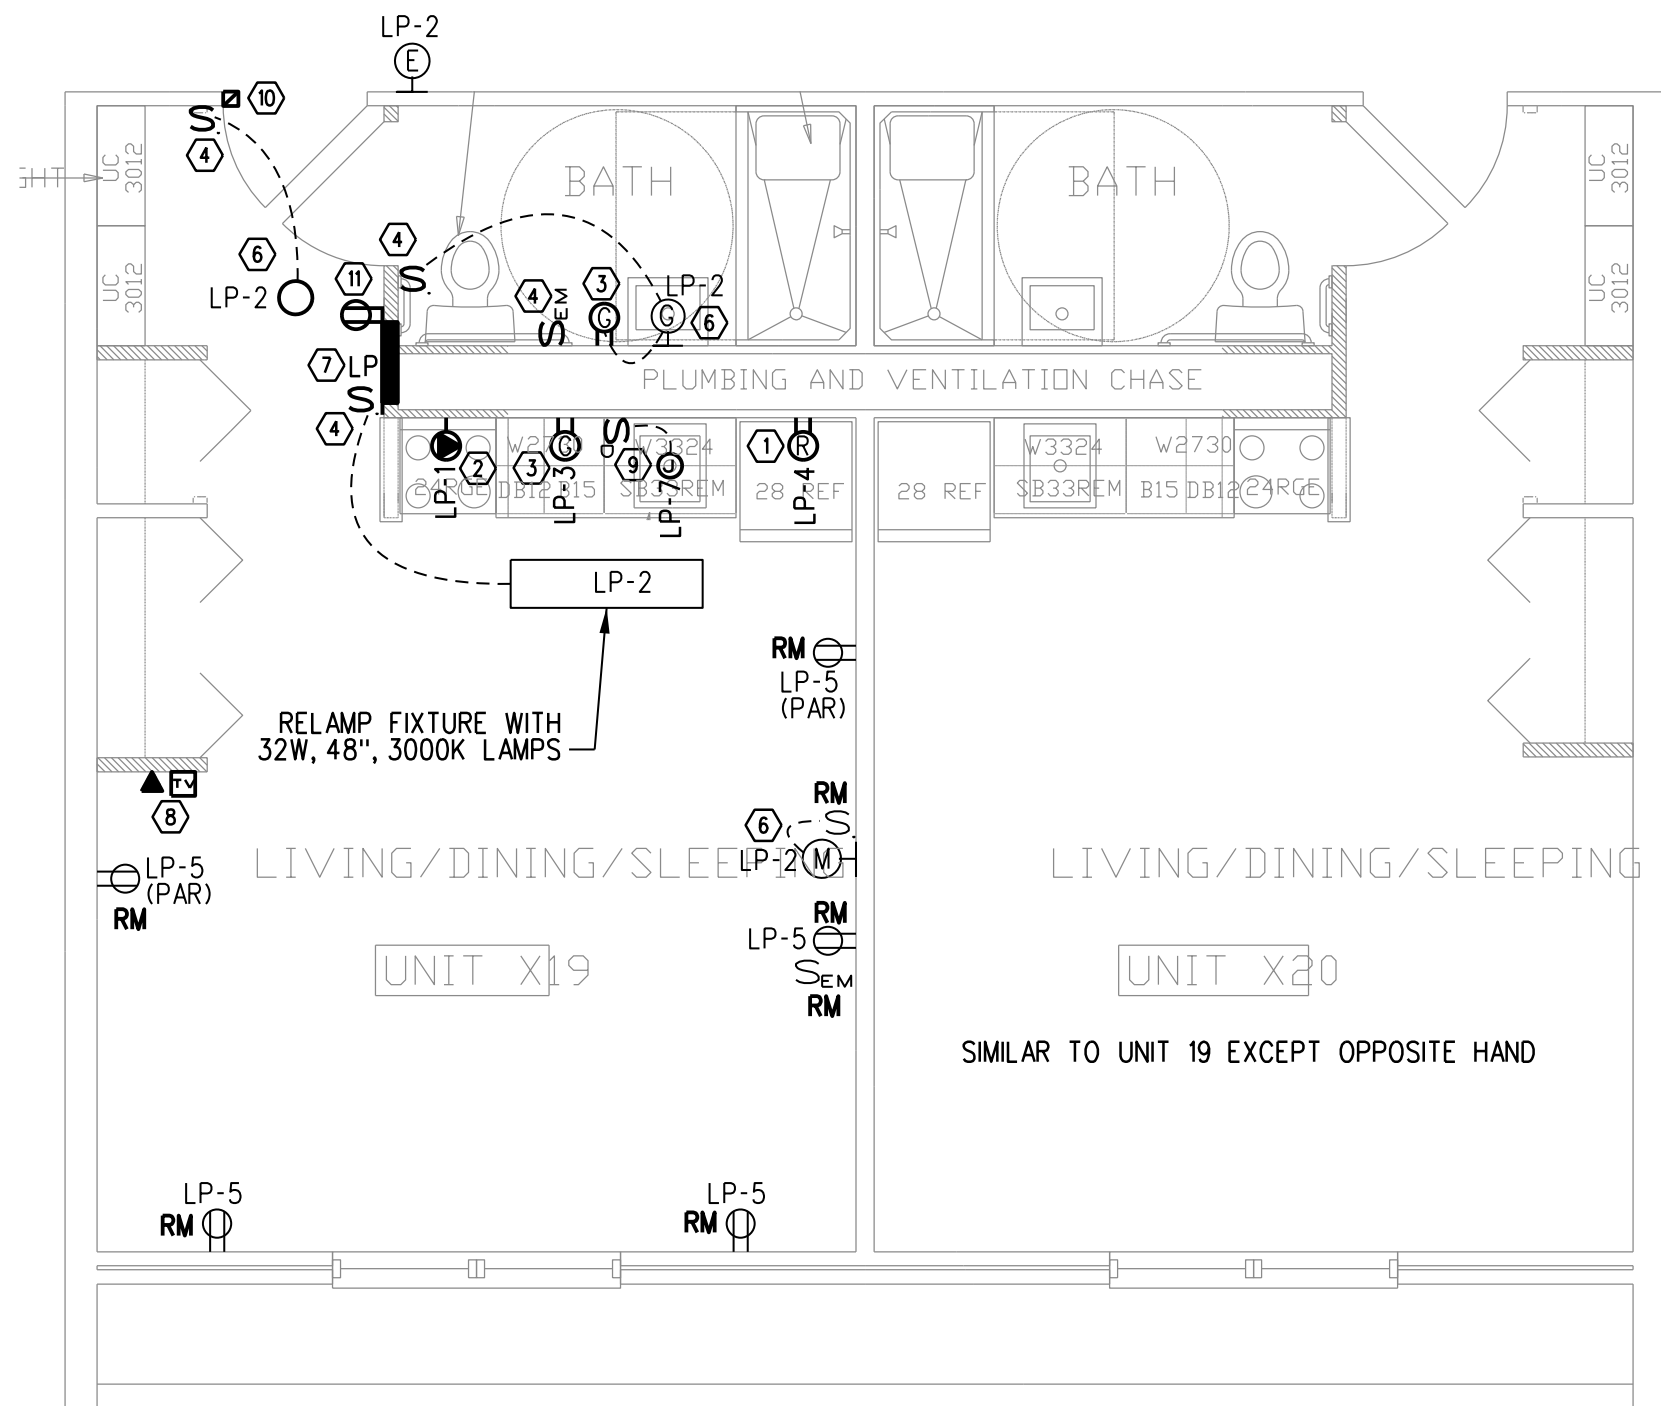 LP-2
E
10
S.
4
UC
3012
UC
3012
GHT
BATH
BATH
UC
3012
UC
3012
6
LP-2
11
4
S.
4
SEM
3
G
LP-2
G
6
7
LP
S.
4
PLUMBING AND VENTILATION CHASE
LP-1
2
3
G
LP-3
SD
9
J
LP-7
1
R
LP-4
W2730
W3324
24RGE
DB12
B15
SB33REM
28 REF
28 REF
W3324
W2730
SB33REM
B15
DB12
24RGE
LP-2
RELAMP FIXTURE WITH
32W, 48", 3000K LAMPS
RM
LP-5
(PAR)
TV
8
LP-5
(PAR)
RM
RM
S.
6
LP-2
M
LIVING/DINING/SLEEPING
LIVING/DINING/SLEEPING
RM
LP-5
SEM
RM
UNIT X19
UNIT X20
SIMILAR TO UNIT 19 EXCEPT OPPOSITE HAND
LP-5
RM
LP-5
RM